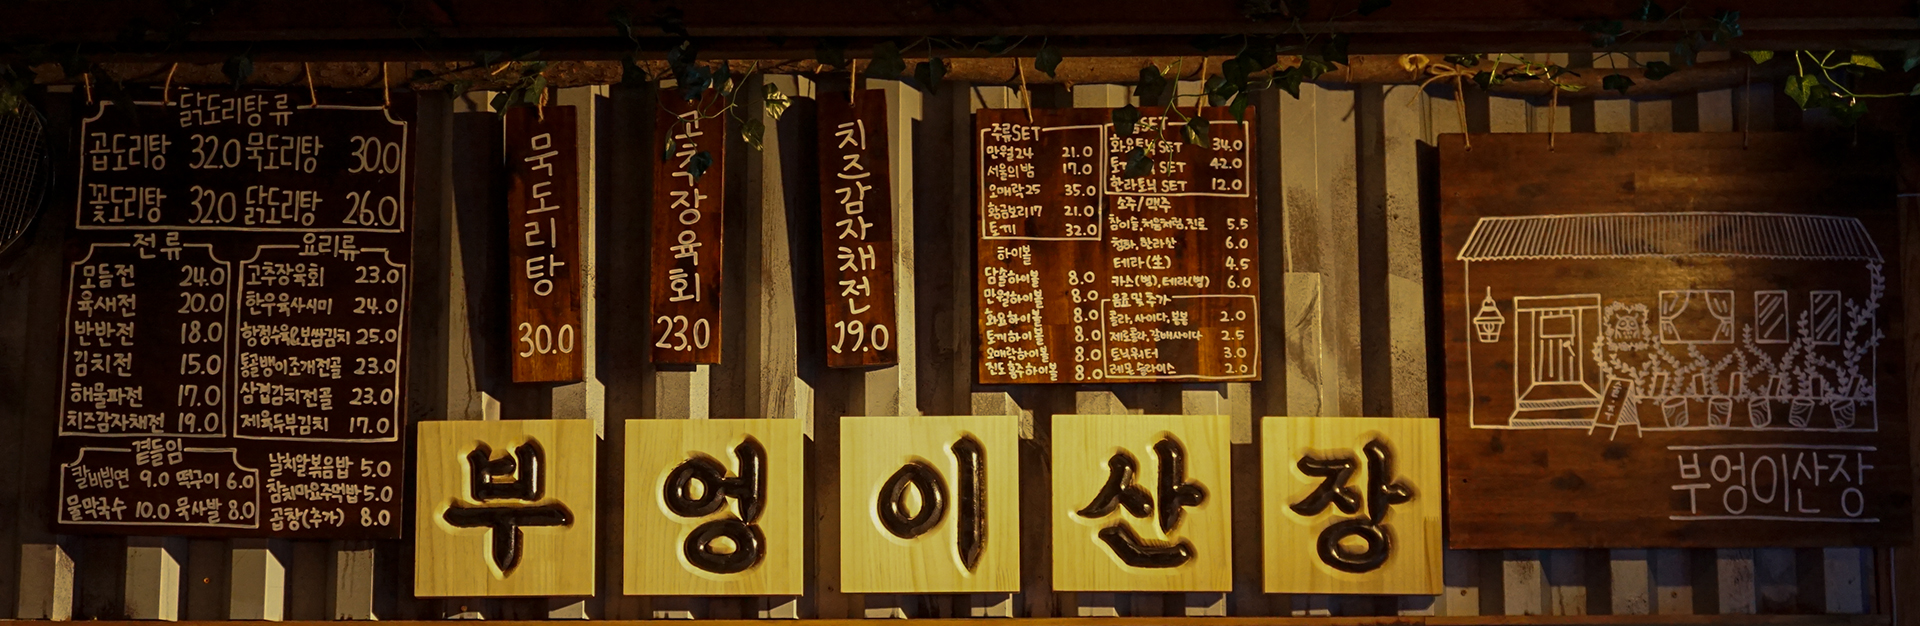 닭도리탕 류
곱도리탕 32.0 묵도리탕 30.0
꽃도리탕 32.0 닭도리탕 26.0
전 류
모듬전 24.0
육새전 20.0
반반전 18.0
김치전 15.0
해물파전 17.0
치즈감자채전 19.0
요리류
고추장육회 23.0
한우육사시미 24.0
항정수육&보쌈김치 25.0
통골뱅이조개전골 23.0
삼겹김치전골 23.0
제육두부김치 17.0
곁들임
칼비빔면 9.0 떡구이 6.0
물막국수 10.0 묵사발 8.0
날치알볶음밥 5.0
참치마요주먹밥 5.0
곱창(추가) 8.0
묵도리탕
30.0
고추장육회
23.0
치즈감자채전
19.0
주류SET
만월24 21.0
서울의밤 17.0
오매락25 35.0
황금보리17 21.0
토끼 32.0
하이볼
담솔하이볼 8.0
만월하이볼 8.0
화요하이볼 8.0
토끼하이볼 8.0
오매락하이볼 8.0
진도홍주하이볼 8.0
SET
화요토닉 SET 34.0
SET 42.0
한라토닉 SET 12.0
소주/맥주
참이슬,처음처럼,진로 5.5
청하,한라산 6.0
테라(生) 4.5
카스(병),테라(병) 6.0
음료 및 추가
콜라,사이다,봉봉 2.0
제로콜라,갈배사이다 2.5
토닉워터 3.0
레몬 슬라이스 2.0
부엉이산장
부엉이산장